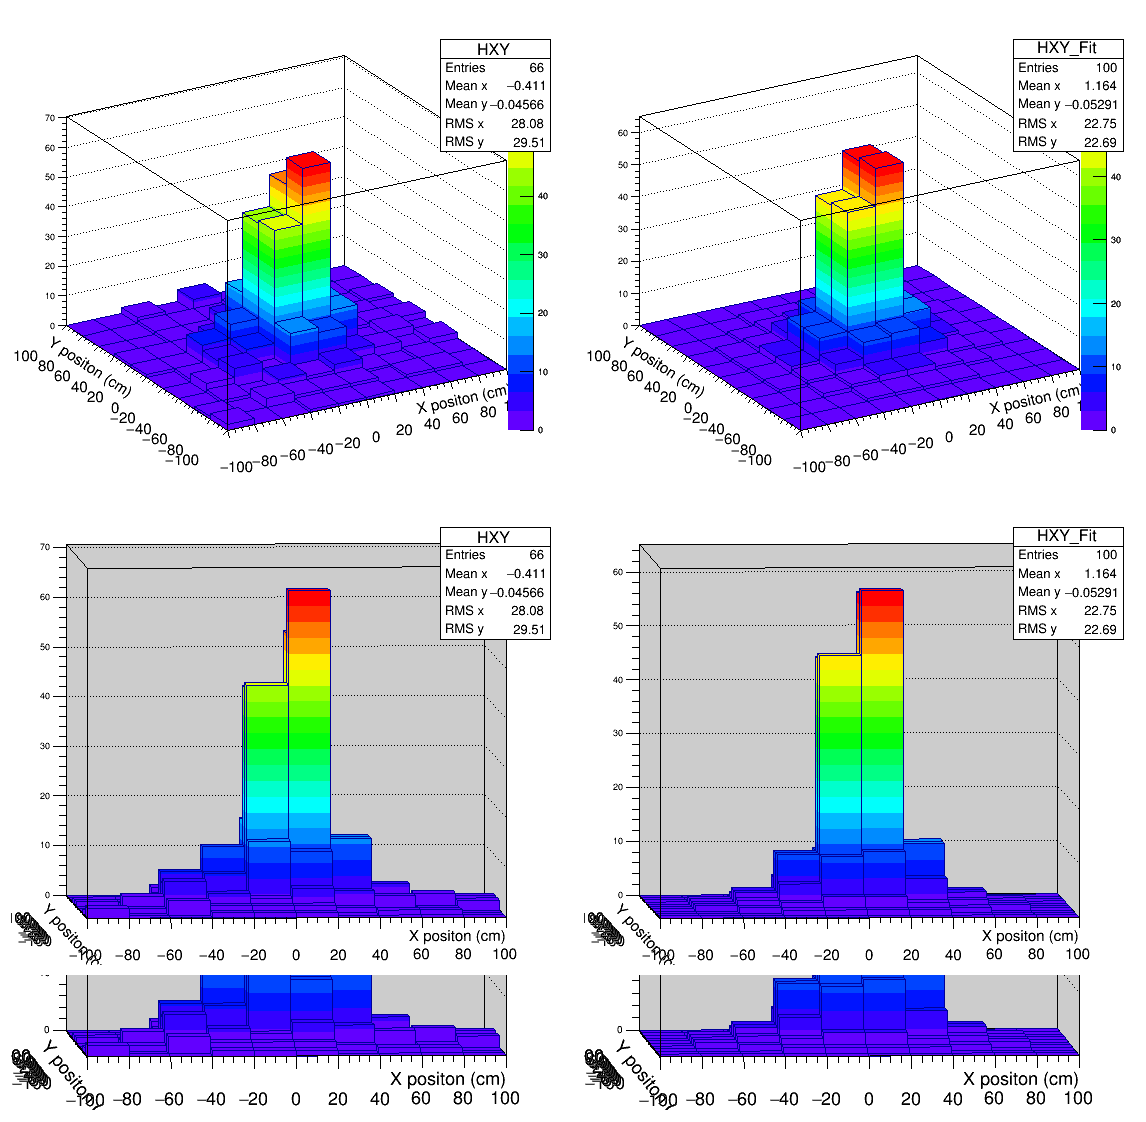 HXY
Entries 66
Mean x −0.411
Mean y −0.04566
RMS x 28.08
RMS y 29.51
70
60
50
40
30
20
10
0
40
30
20
10
0
Y positon (cm)
100 80 60 40 20 0 −20 −40 −60 −80 −100
X positon (cm
−100 −80 −60 −40 −20 0 20 40 60 80
HXY_Fit
Entries 100
Mean x 1.164
Mean y −0.05291
RMS x 22.75
RMS y 22.69
60
50
40
30
20
10
0
40
30
20
10
0
Y positon (cm)
100 80 60 40 20 0 −20 −40 −60 −80 −100
X positon (cm
−100 −80 −60 −40 −20 0 20 40 60 80
HXY
Entries 66
Mean x −0.411
Mean y −0.04566
RMS x 28.08
RMS y 29.51
70
60
50
40
30
20
10
0
Y positon
X positon (cm)
−80 −60 −40 −20 0 20 40 60 80 100
HXY_Fit
Entries 100
Mean x 1.164
Mean y −0.05291
RMS x 22.75
RMS y 22.69
60
50
40
30
20
10
0
Y positon
X positon (cm)
−80 −60 −40 −20 0 20 40 60 80 100
0
Y positon
X positon (cm)
−100 −80 −60 −40 −20 0 20 40 60 80 100
0
Y positon
X positon (cm)
−100 −80 −60 −40 −20 0 20 40 60 80 100